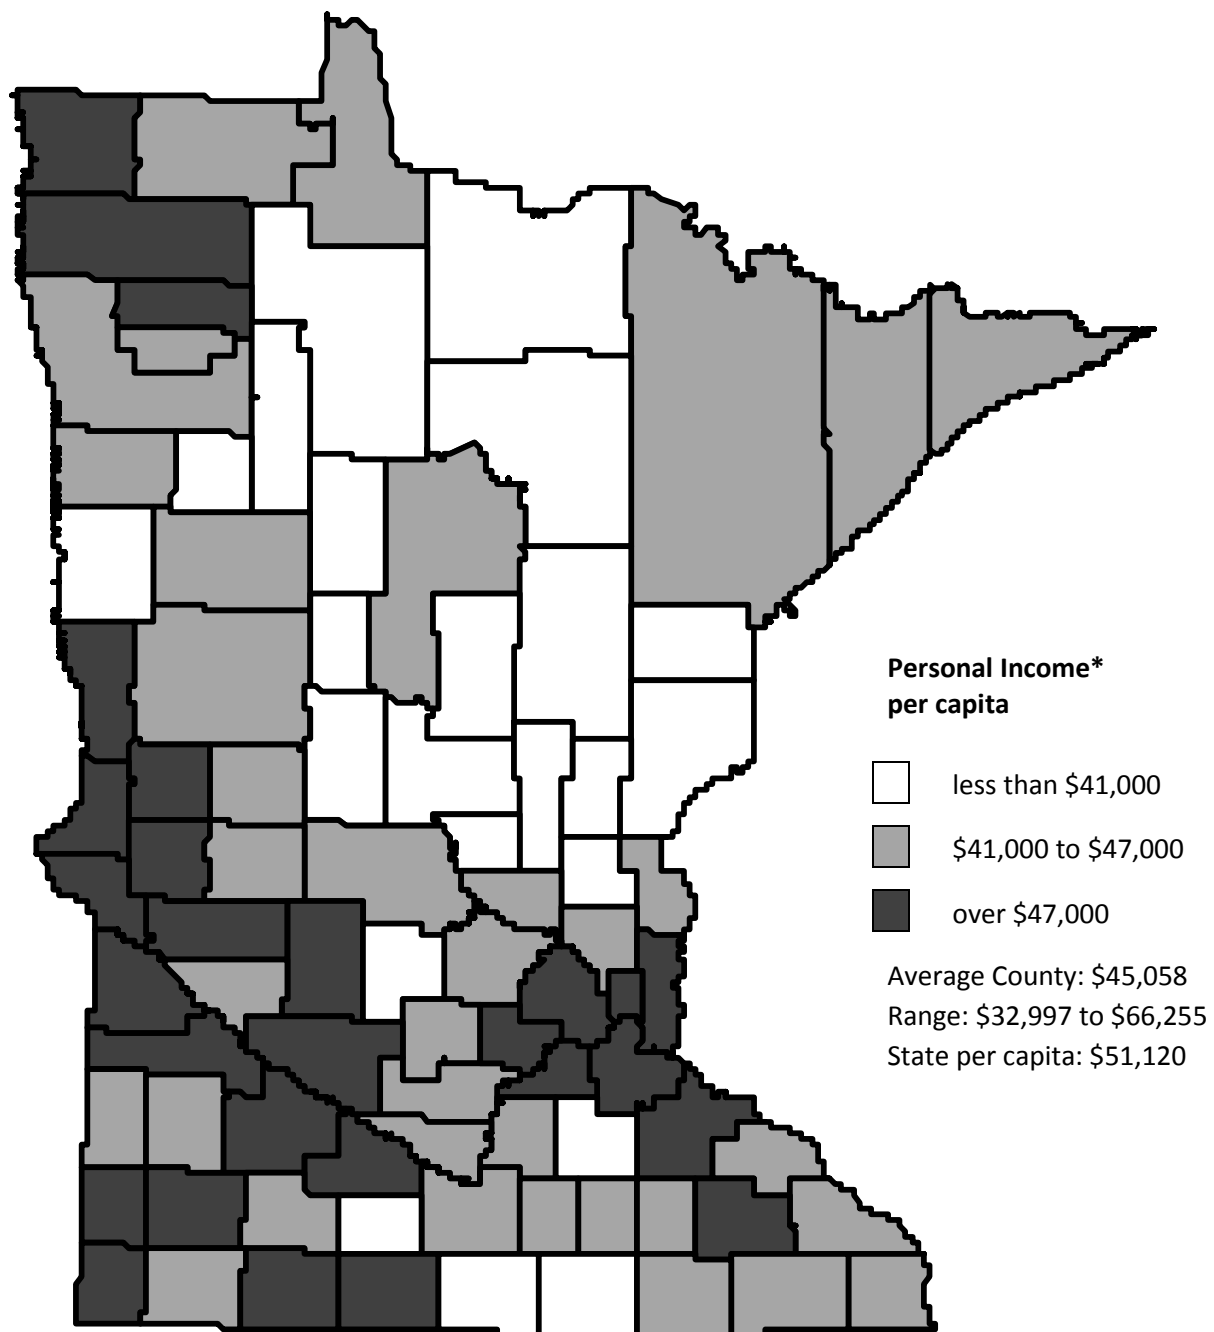 Personal Income*
per capita
less than $41,000
$41,000 to $47,000
over $47,000
Average County: $45,058
Range: $32,997 to $66,255
State per capita: $51,120